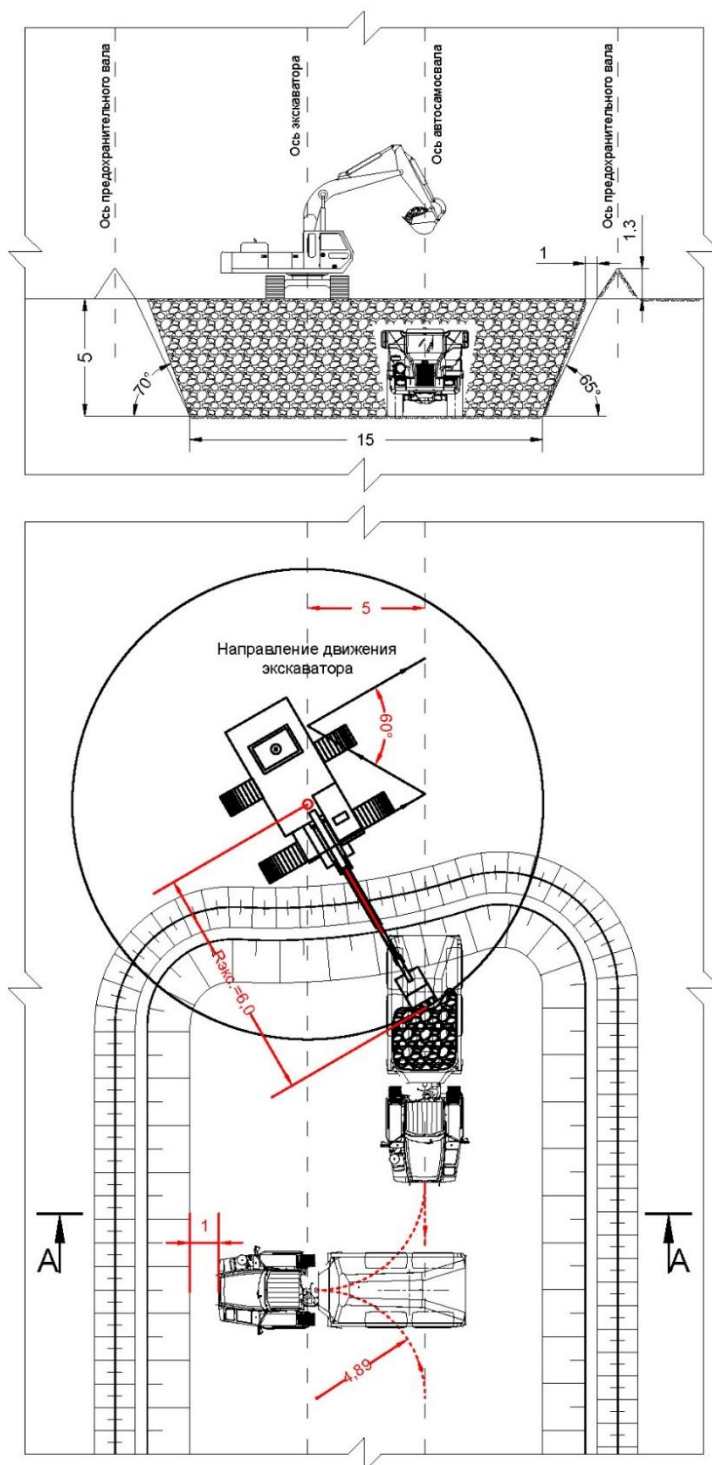 Ось предохранительного вала
Ось экскаватора
Ось автосамосвала
Ось предохранительного вала
1
1,3
5
70°
65°
15
5
Направление движения
экскаватора
60°
Rэкс.=6,0
А
1
А
4,89